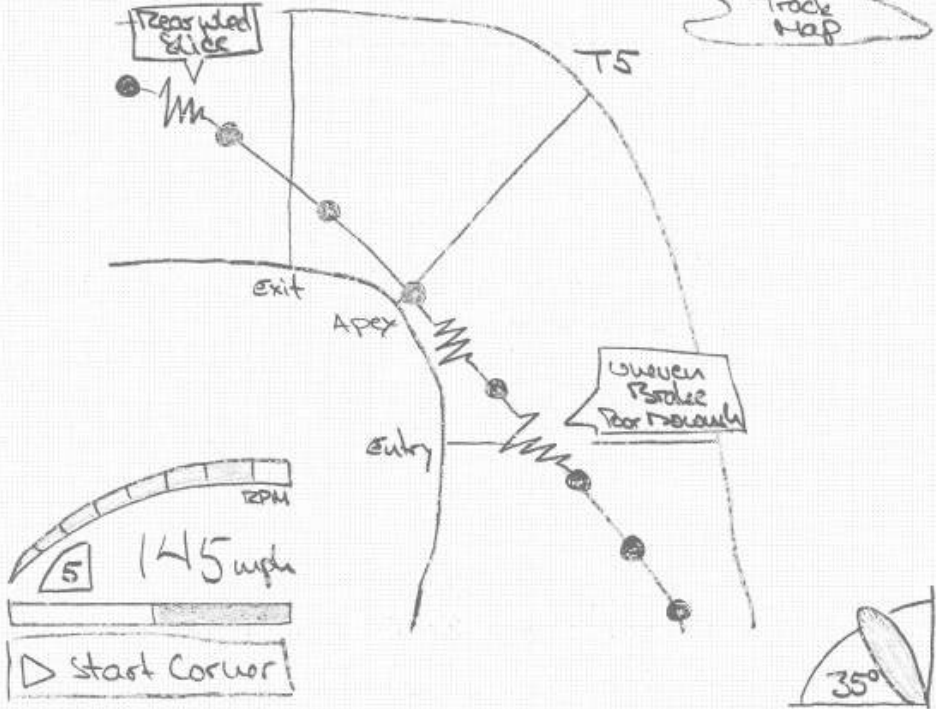 Track
Map
Rear wheel
Slide
T5
Exit
Apex
Uneven
Brake
Poor
Entry
RPM
5
145 mph
Start Corner
35°